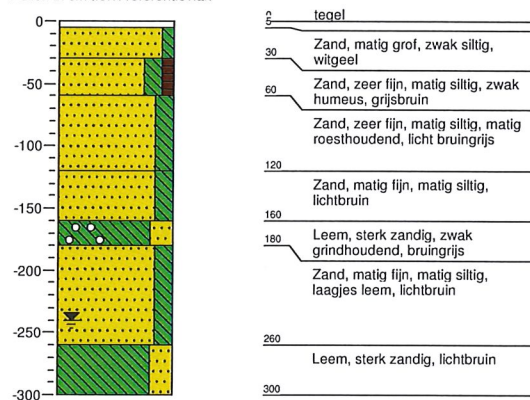 0
-50
-100
-150
-200
-250
-300
0
tegel
5
Zand, matig grof, zwak siltig,
witgeel
30
Zand, zeer fijn, matig siltig, zwak
humeus, grijsbruin
60
Zand, zeer fijn, matig siltig, matig
roesthoudend, licht bruingrijs
120
Zand, matig fijn, matig siltig,
lichtbruin
160
Leem, sterk zandig, zwak
grindhoudend, bruingrijs
180
Zand, matig fijn, matig siltig,
laagjes leem, lichtbruin
260
Leem, sterk zandig, lichtbruin
300